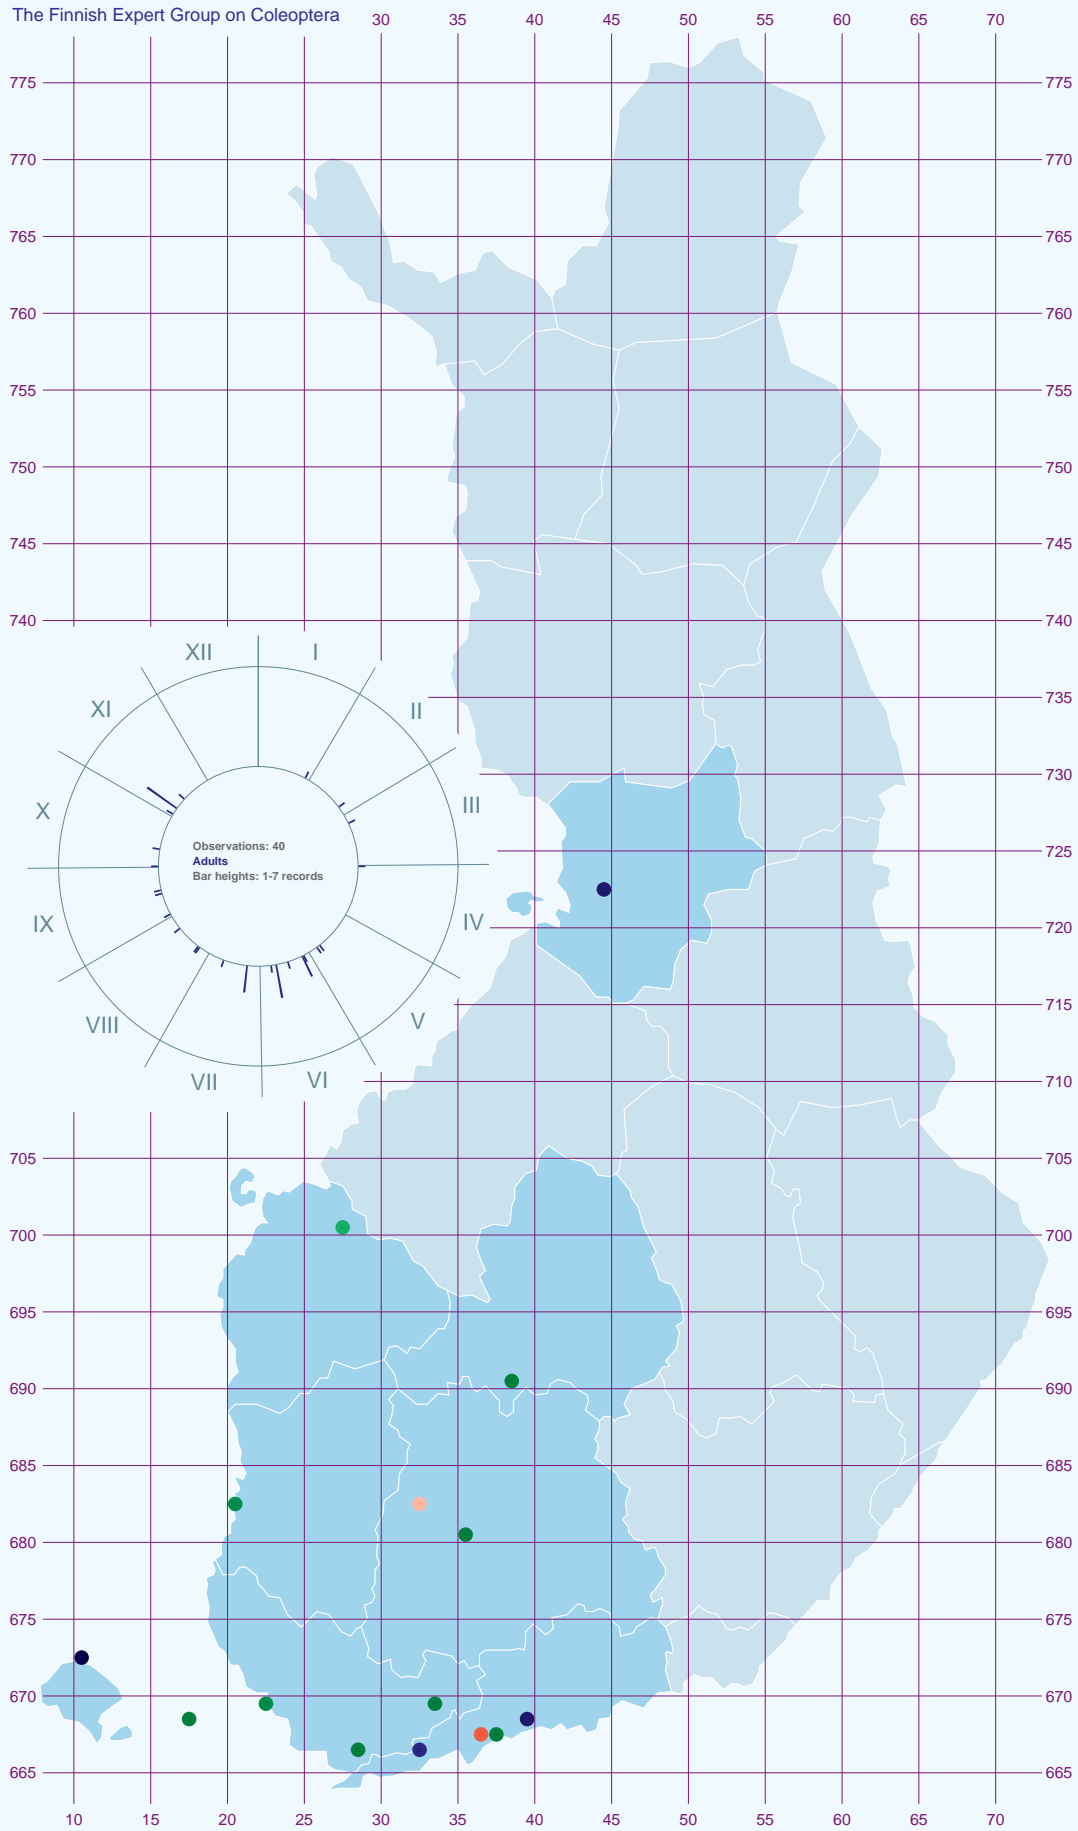 The Finnish Expert Group on Coleoptera
30 35 40 45 50 55 60 65 70
775 775
770 770
765 765
760 760
755 755
750 750
745 745
740 740
XII I
XI II
735
730
X III
725
Observations: 40
Adults
Bar heights: 1-7 records
IX IV
720
715
VIII V
VII VI
710
705 705
700 700
695 695
690 690
685 685
680 680
675 675
670 670
665 665
10 15 20 25 30 35 40 45 50 55 60 65 70